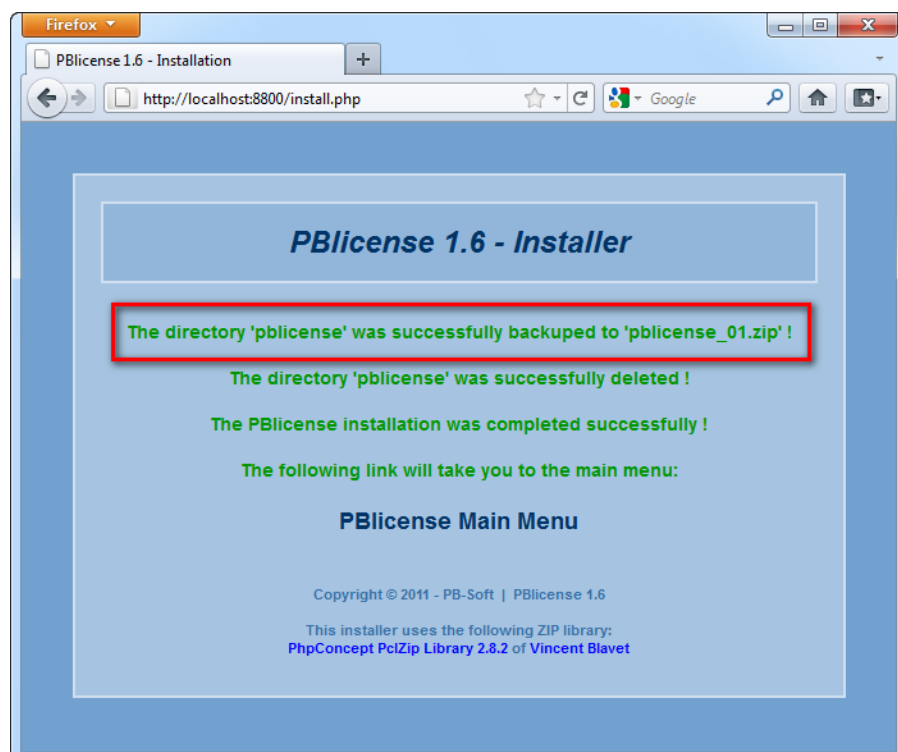 Firefox
PBlicense 1.6 - Installation
http://localhost:8800/install.php
Google
PBlicense 1.6 - Installer
The directory 'pblicense' was successfully backuped to 'pblicense_01.zip' !
The directory 'pblicense' was successfully deleted !
The PBlicense installation was completed successfully !
The following link will take you to the main menu:
PBlicense Main Menu
Copyright © 2011 - PB-Soft | PBlicense 1.6
This installer uses the following ZIP library:
PhpConcept PclZip Library 2.8.2 of Vincent Blavet